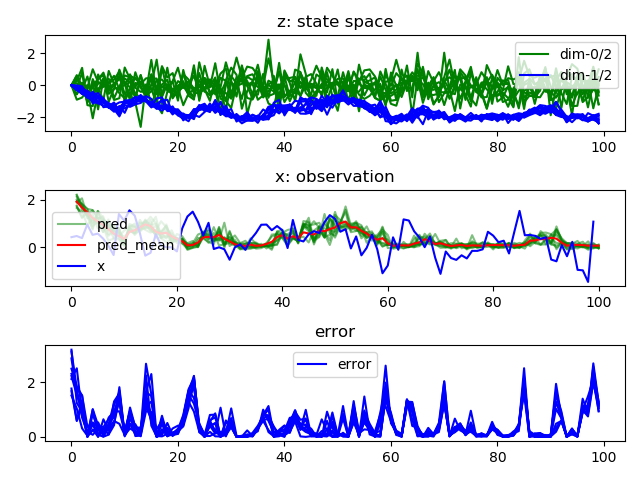 z: state space
2
0
−2
dim-0/2
dim-1/2
0 20 40 60 80 100
x: observation
2
0
pred
pred_mean
x
0 20 40 60 80 100
error
2
0
error
0 20 40 60 80 100